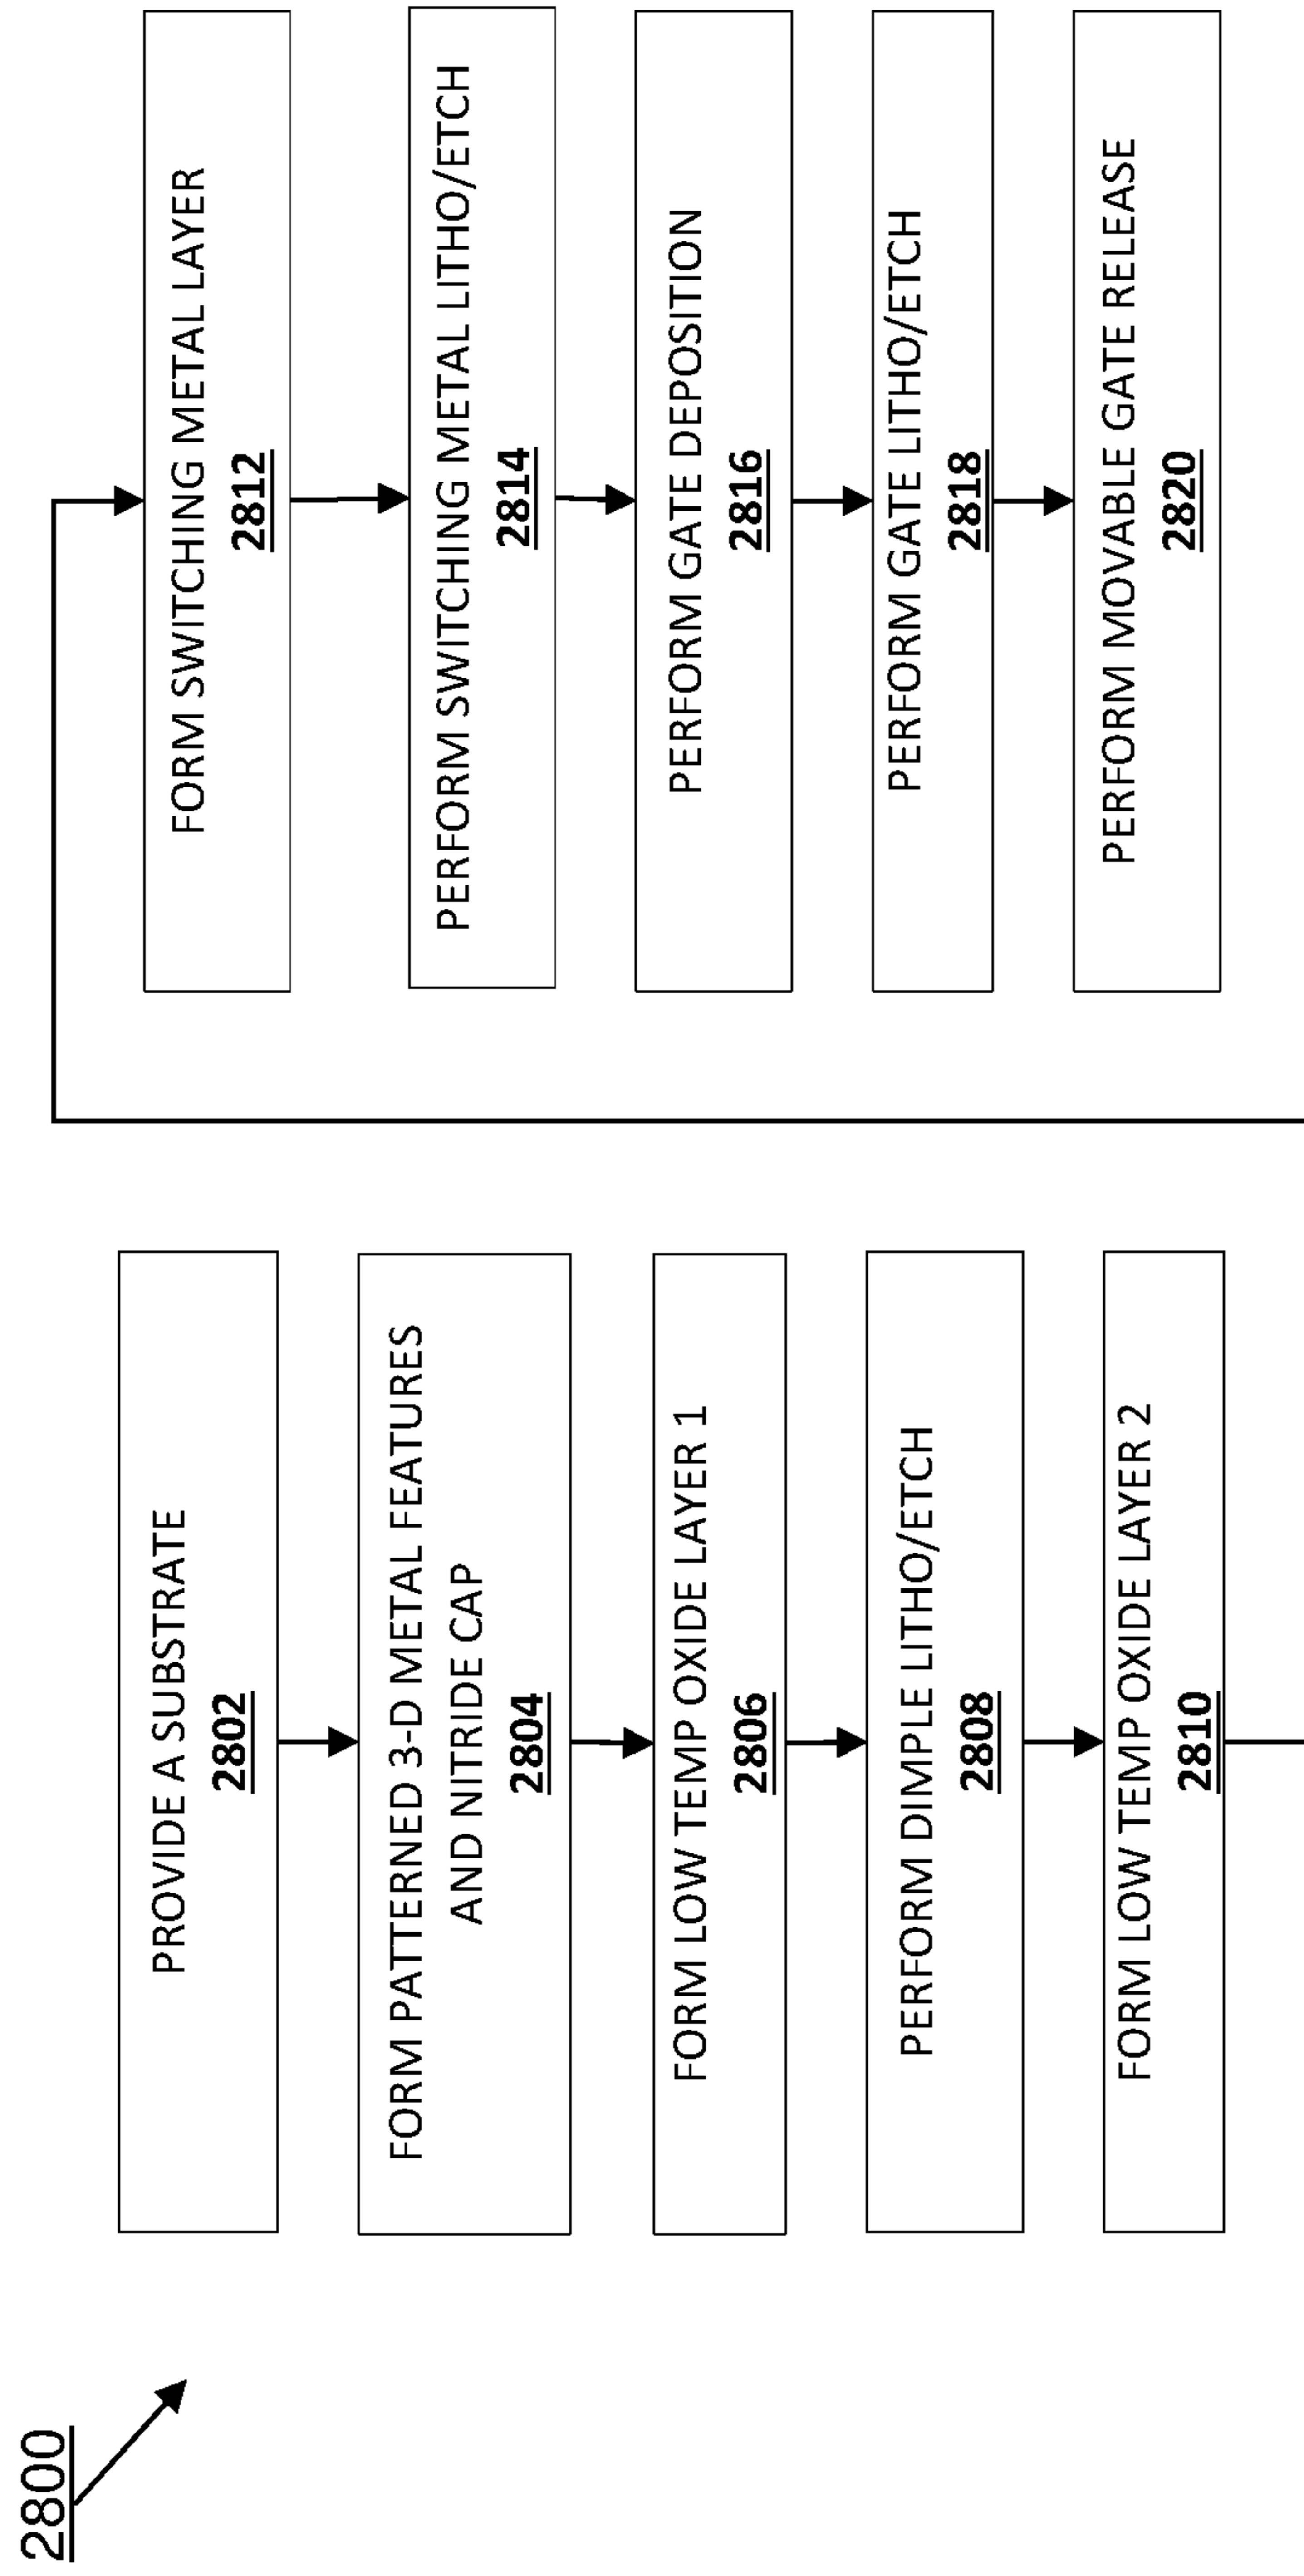 2800
PROVIDE A SUBSTRATE
2802
FORM PATTERNED 3-D METAL FEATURES
AND NITRIDE CAP
2804
FORM LOW TEMP OXIDE LAYER 1
2806
PERFORM DIMPLE LITHO/ETCH
2808
FORM LOW TEMP OXIDE LAYER 2
2810
FORM SWITCHING METAL LAYER
2812
PERFORM SWITCHING METAL LITHO/ETCH
2814
PERFORM GATE DEPOSITION
2816
PERFORM GATE LITHO/ETCH
2818
PERFORM MOVABLE GATE RELEASE
2820